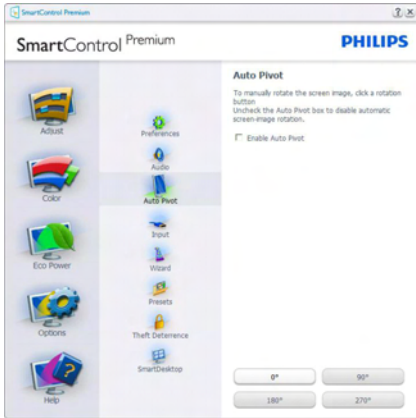 SmartControl Premium
SmartControl Premium
PHILIPS
Adjust
Color
Eco Power
Options
Help
Preferences
Audio
Auto Pivot
Input
Wizard
Presets
Theft Deterrence
SmartDesktop
Auto Pivot
To manually rotate the screen image, click a rotation
button
Uncheck the Auto Pivot box to disable automatic
screen-image rotation.
Enable Auto Pivot
0°
90°
180°
270°